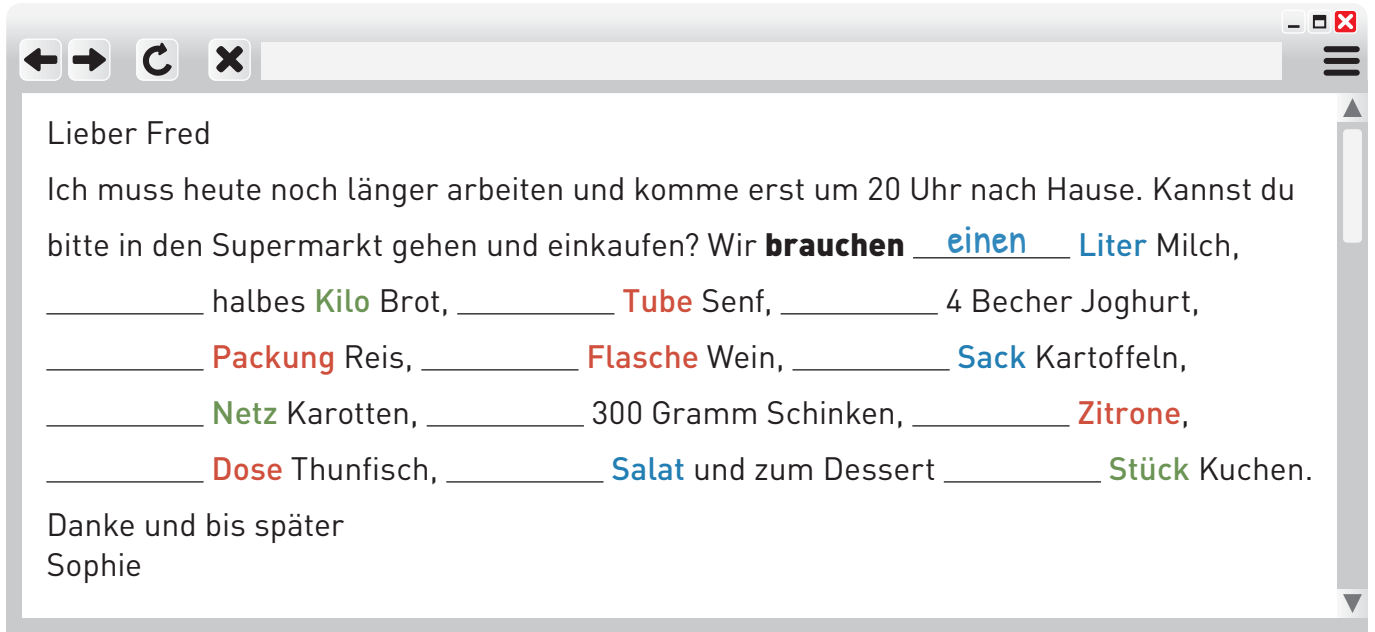 Lieber Fred
Ich muss heute noch länger arbeiten und komme erst um 20 Uhr nach Hause. Kannst du
bitte in den Supermarkt gehen und einkaufen? Wir brauchen einen Liter Milch,
__________ halbes Kilo Brot, __________ Tube Senf, __________ 4 Becher Joghurt,
__________ Packung Reis, __________ Flasche Wein, __________ Sack Kartoffeln,
__________ Netz Karotten, __________ 300 Gramm Schinken, __________ Zitrone,
__________ Dose Thunfisch, __________ Salat und zum Dessert __________ Stück Kuchen.
Danke und bis später
Sophie